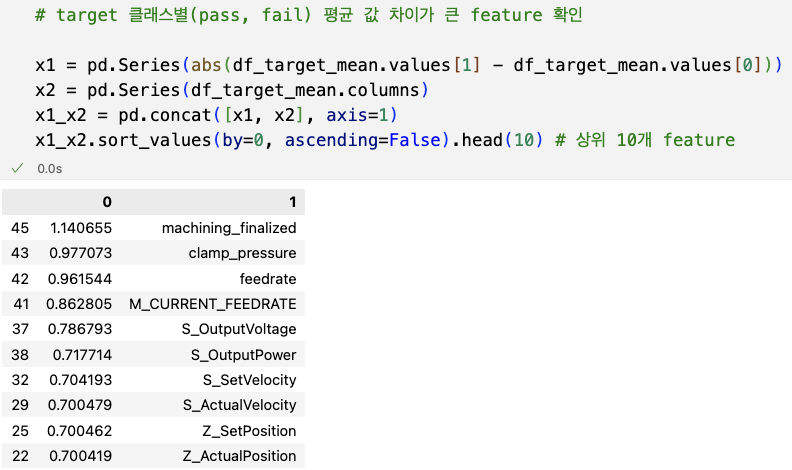 # target 클래스별(pass, fail) 평균 값 차이가 큰 feature 확인
x1 = pd.Series(abs(df_target_mean.values[1] - df_target_mean.values[0]))
x2 = pd.Series(df_target_mean.columns)
x1_x2 = pd.concat([x1, x2], axis=1)
x1_x2.sort_values(by=0, ascending=False).head(10) # 상위 10개 feature
✓ 0.0s
0 1
45 1.140655 machining_finalized
43 0.977073 clamp_pressure
42 0.961544 feedrate
41 0.862805 M_CURRENT_FEEDRATE
37 0.786793 S_OutputVoltage
38 0.717714 S_OutputPower
32 0.704193 S_SetVelocity
29 0.700479 S_ActualVelocity
25 0.700462 Z_SetPosition
22 0.700419 Z_ActualPosition